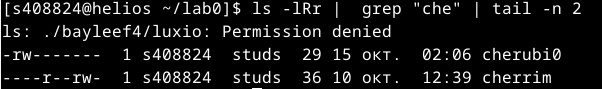 [s408824@helios ~/lab0]$ ls -lRr | grep "che" | tail -n 2
ls: ./bayleef4/luxio: Permission denied
-rw------- 1 s408824 studs 29 15 окт. 02:06 cherubi0
----r--rw- 1 s408824 studs 36 10 окт. 12:39 cherrim